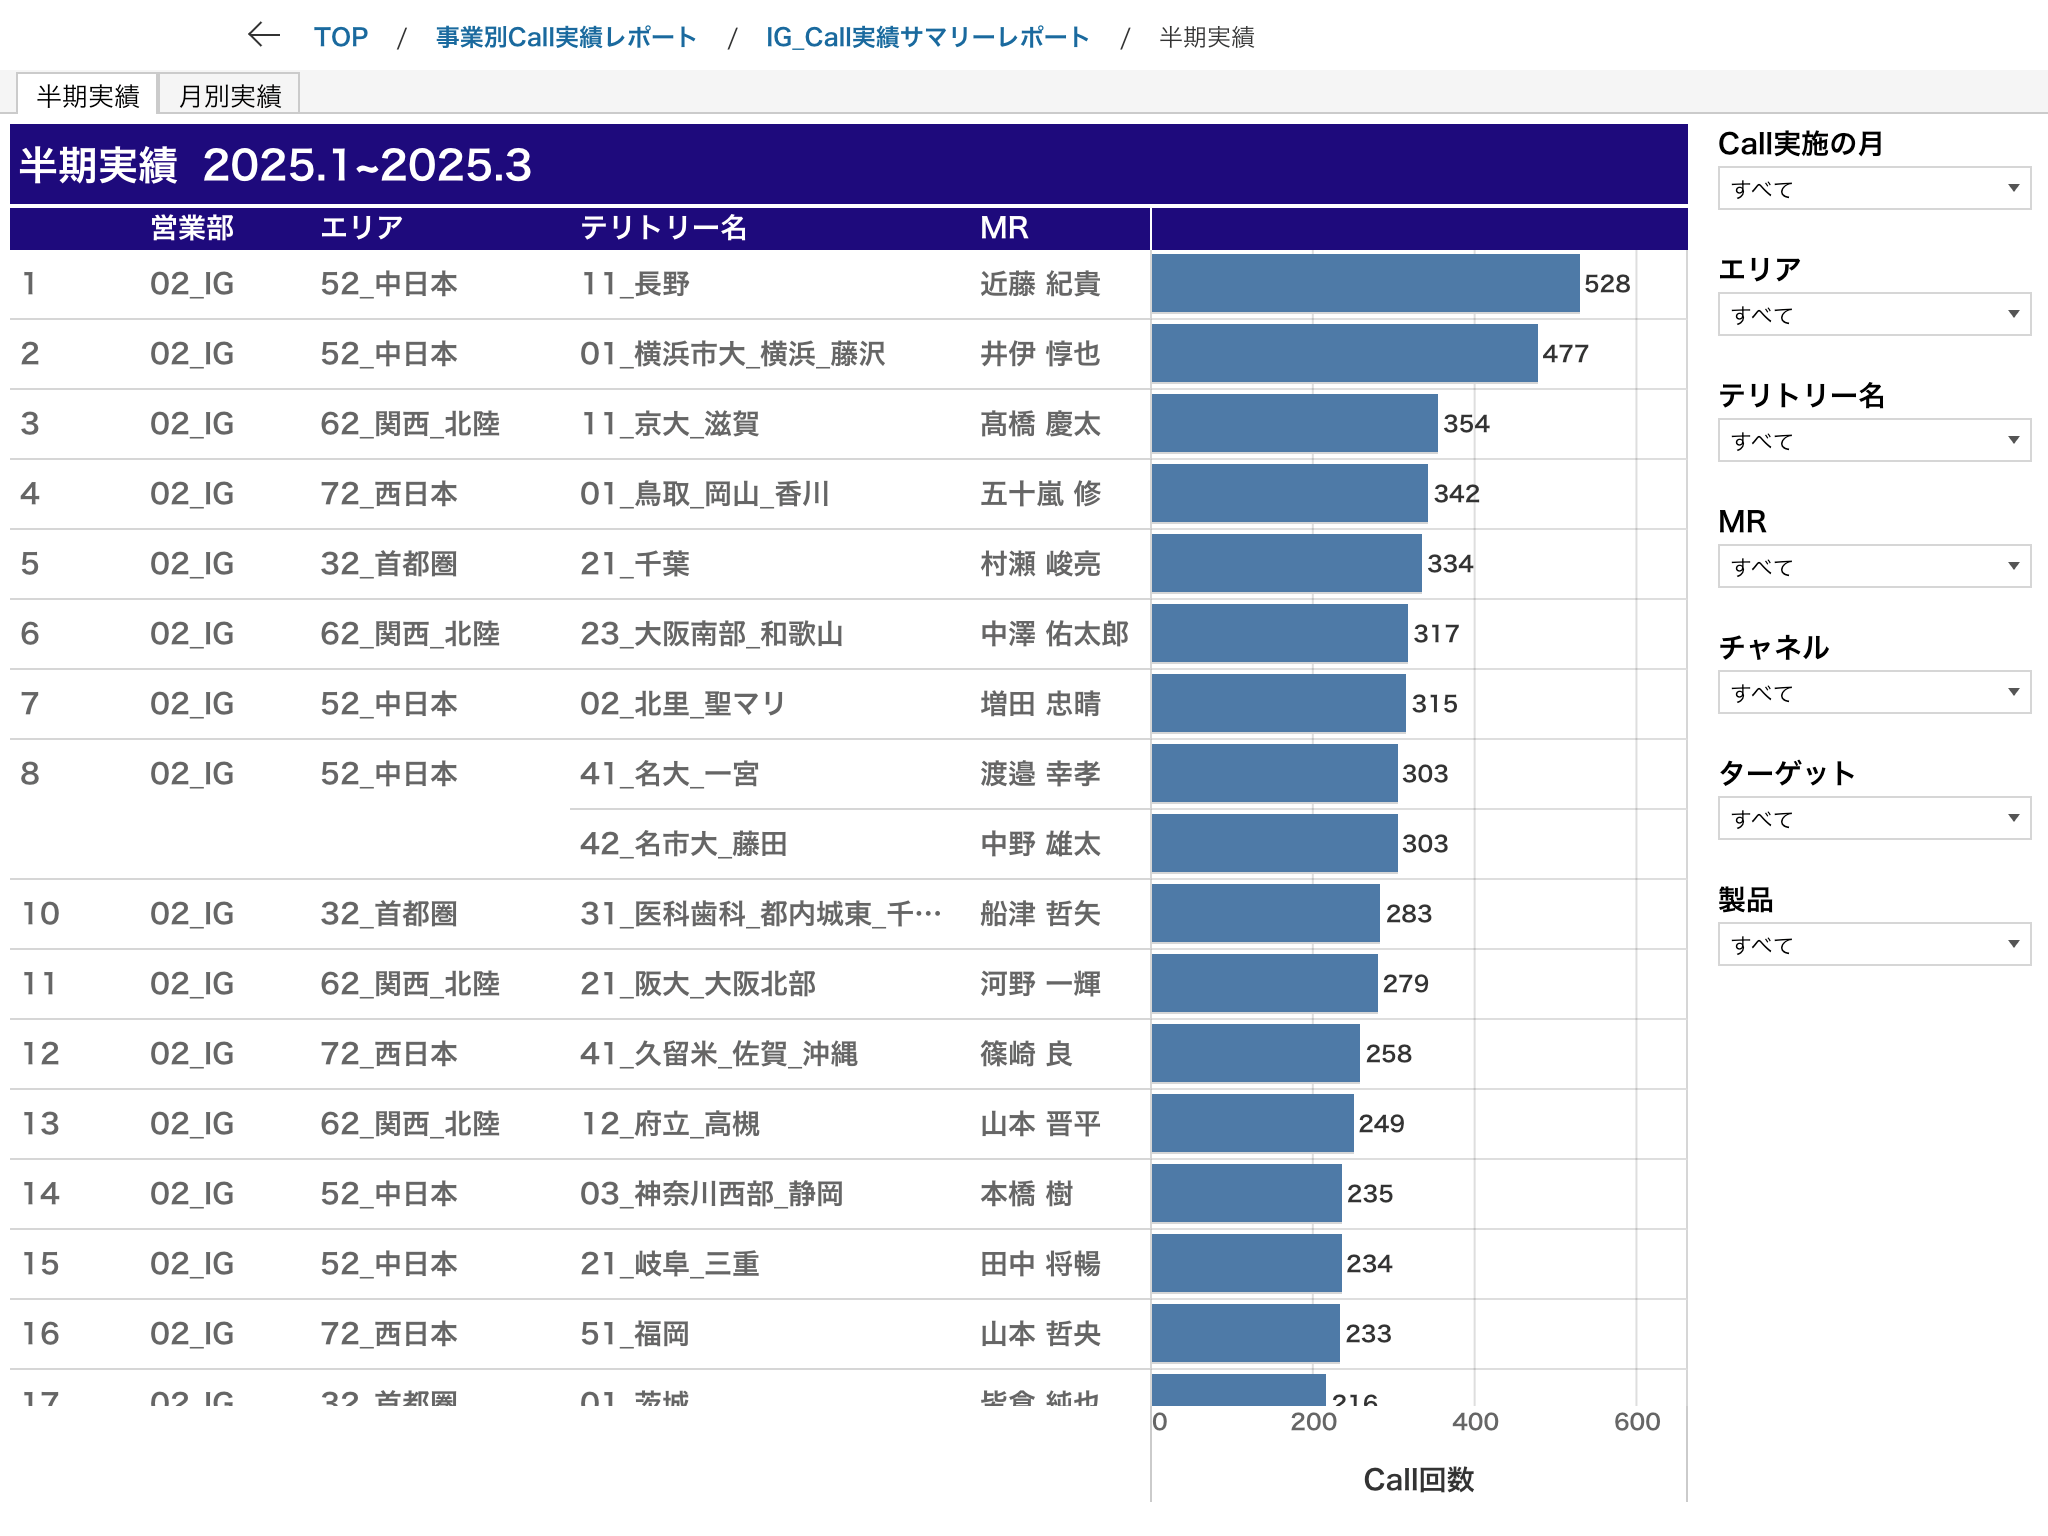 ← TOP / 事業別Call実績レポート / IG_Call実績サマリーレポート / 半期実績
半期実績 月別実績
半期実績 2025.1~2025.3
営業部 エリア テリトリー名 MR
1 02_IG 52_中日本 11_長野 近藤 紀貴 528
2 02_IG 52_中日本 01_横浜市大_横浜_藤沢 井伊 惇也 477
3 02_IG 62_関西_北陸 11_京大_滋賀 髙橋 慶太 354
4 02_IG 72_西日本 01_鳥取_岡山_香川 五十嵐 修 342
5 02_IG 32_首都圏 21_千葉 村瀬 峻亮 334
6 02_IG 62_関西_北陸 23_大阪南部_和歌山 中澤 佑太郎 317
7 02_IG 52_中日本 02_北里_聖マリ 増田 忠晴 315
8 02_IG 52_中日本 41_名大_一宮 渡邉 幸孝 303
42_名市大_藤田 中野 雄太 303
10 02_IG 32_首都圏 31_医科歯科_都内城東_千… 船津 哲矢 283
11 02_IG 62_関西_北陸 21_阪大_大阪北部 河野 一輝 279
12 02_IG 72_西日本 41_久留米_佐賀_沖縄 篠崎 良 258
13 02_IG 62_関西_北陸 12_府立_高槻 山本 晋平 249
14 02_IG 52_中日本 03_神奈川西部_静岡 本橋 樹 235
15 02_IG 52_中日本 21_岐阜_三重 田中 将暢 234
16 02_IG 72_西日本 51_福岡 山本 哲央 233
17 02_IG 32_首都圏 01_茨城 皆倉 純也 216
0 200 400 600
Call回数
Call実施の月
すべて
エリア
すべて
テリトリー名
すべて
MR
すべて
チャネル
すべて
ターゲット
すべて
製品
すべて